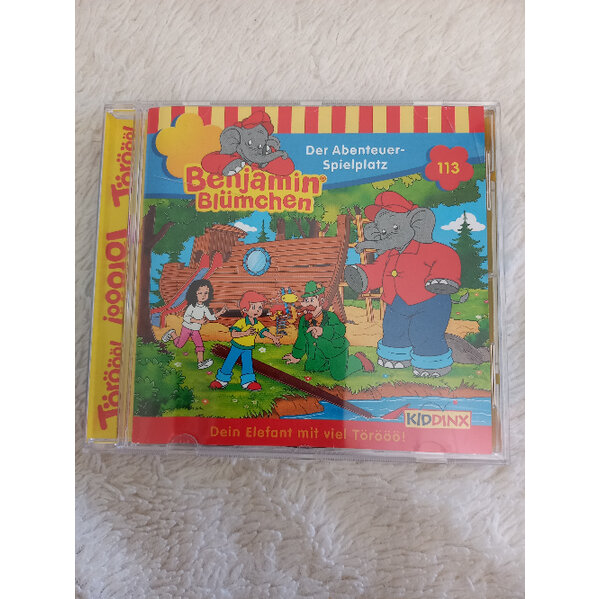 Der Abenteuer-
Spielplatz
113
Benjamin®
Blümchen
KIDDINX
Dein Elefant mit viel Törööö!
Törööö!
Törööö!
Törööö!